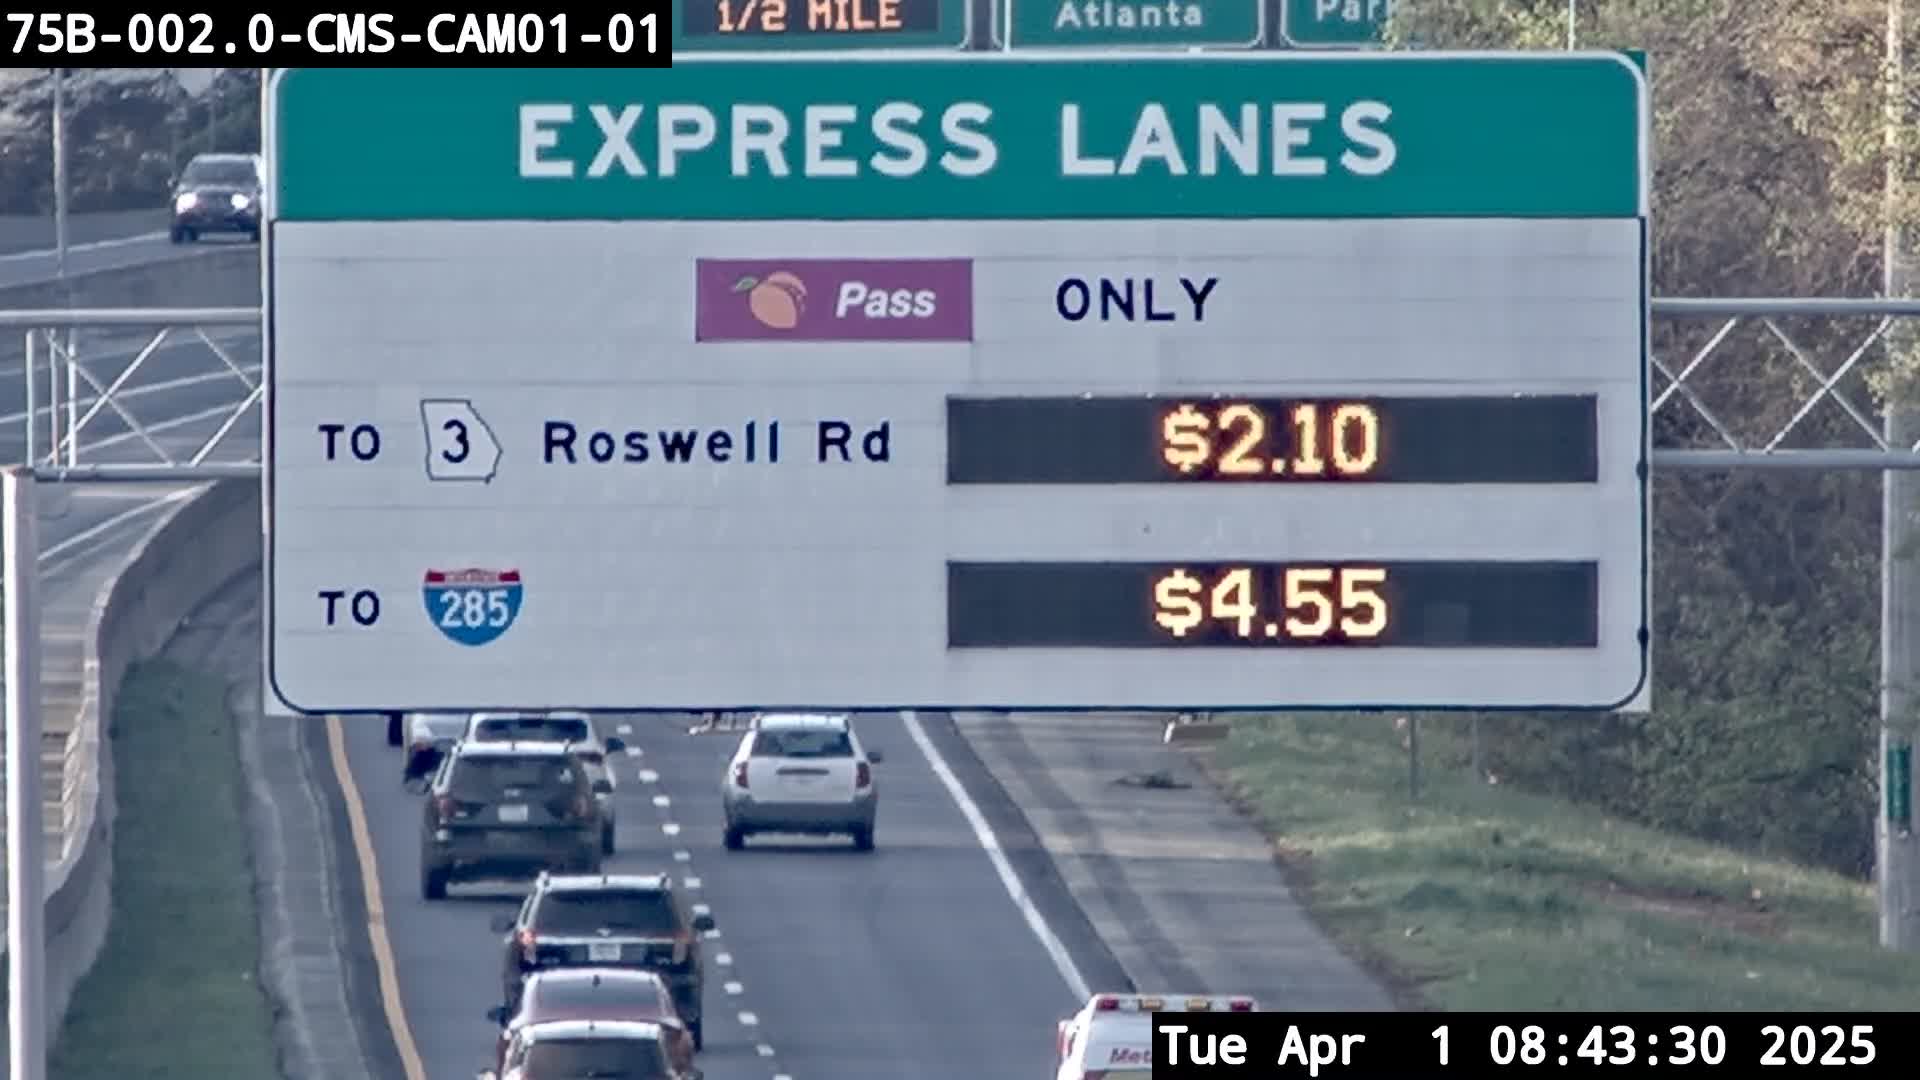 75B-002.0-CMS-CAM01-01
1/2 MILE
Atlanta
EXPRESS LANES
Pass ONLY
TO 3 Roswell Rd $2.10
TO 285 $4.55
Tue Apr 1 08:43:30 2025